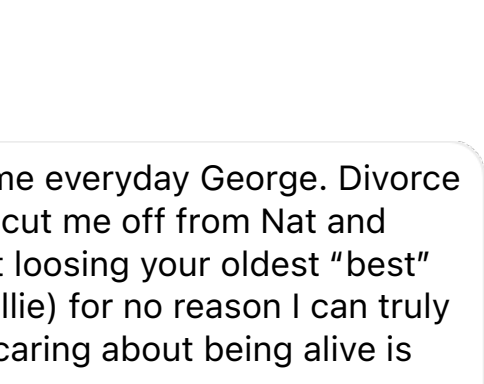 me everyday George. Divorce
cut me off from Nat and
loosing your oldest “best”
llie) for no reason I can truly
caring about being alive is